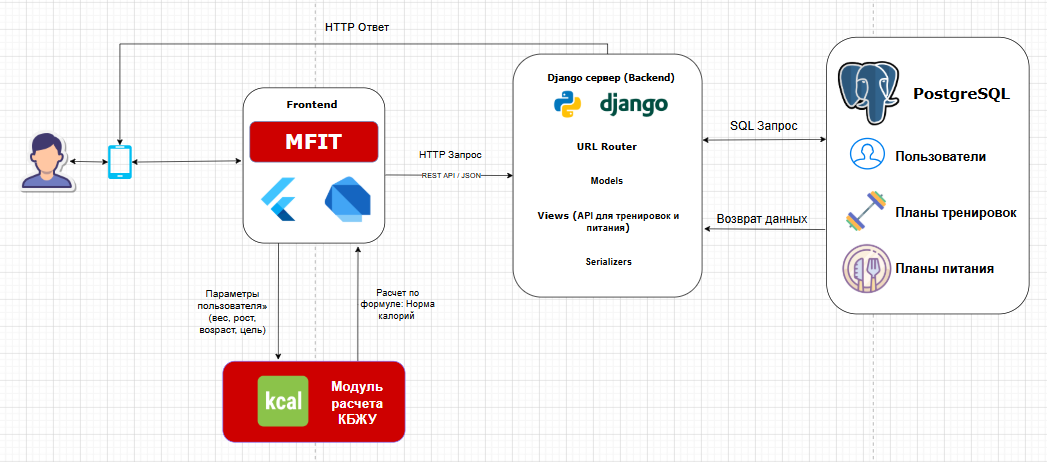 HTTP Ответ
Frontend
MFIT
HTTP Запрос
REST API / JSON
Django сервер (Backend)
django
URL Router
Models
Views (API для тренировок и
питания)
Serializers
SQL Запрос
Возврат данных
PostgreSQL
Пользователи
Планы тренировок
Планы питания
Параметры
пользователя»
(вес, рост,
возраст, цель)
Расчет по
формуле: Норма
калорий
kcal
Модуль
расчета
КБЖУ